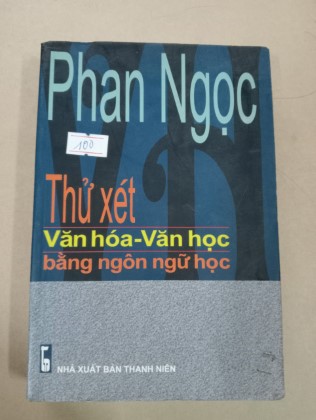 Phan Ngọc
100
Thử xét
Văn hóa-Văn học
bằng ngôn ngữ học
NHÀ XUẤT BẢN THANH NIÊN